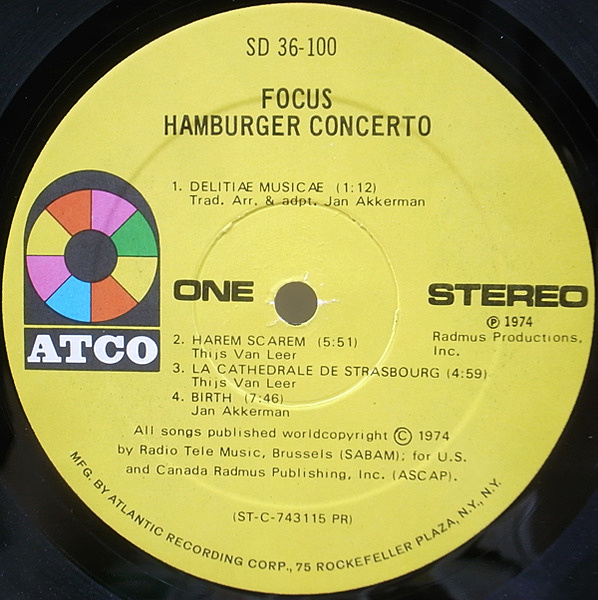 SD 36-100
FOCUS
HAMBURGER CONCERTO
1. DELITIÆ MUSICÆ (1:12)
Trad. Arr. & adpt. Jan Akkerman
ONE
STEREO
ATCO
℗ 1974
Radmus Productions,
Inc.
2. HAREM SCAREM (5:51)
Thijs Van Leer
3. LA CATHEDRALE DE STRASBOURG (4:59)
Thijs Van Leer
4. BIRTH (7:46)
Jan Akkerman
All songs published worldcopyright © 1974
by Radio Tele Music, Brussels (SABAM); for U.S.
and Canada Radmus Publishing, Inc. (ASCAP).
(ST-C-743115 PR)
MFG. BY ATLANTIC RECORDING CORP., 75 ROCKEFELLER PLAZA, N.Y., N.Y.